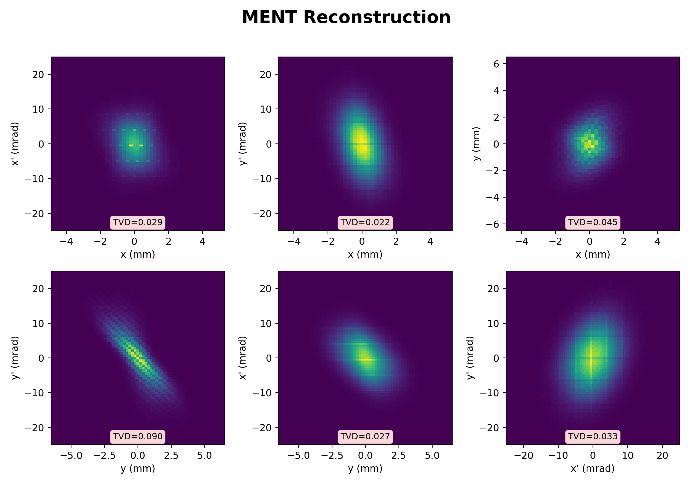 MENT Reconstruction
20
10
0
−10
−20
x' (mrad)
TVD=0.029
−4 −2 0 2 4
x (mm)
20
10
0
−10
−20
y' (mrad)
TVD=0.022
−4 −2 0 2 4
x (mm)
6
4
2
0
−2
−4
−6
y (mm)
TVD=0.045
−4 −2 0 2 4
x (mm)
20
10
0
−10
−20
y' (mrad)
TVD=0.090
−5.0 −2.5 0.0 2.5 5.0
y (mm)
20
10
0
−10
−20
x' (mrad)
TVD=0.027
−5.0 −2.5 0.0 2.5 5.0
y (mm)
20
10
0
−10
−20
y' (mrad)
TVD=0.033
−20 −10 0 10 20
x' (mrad)